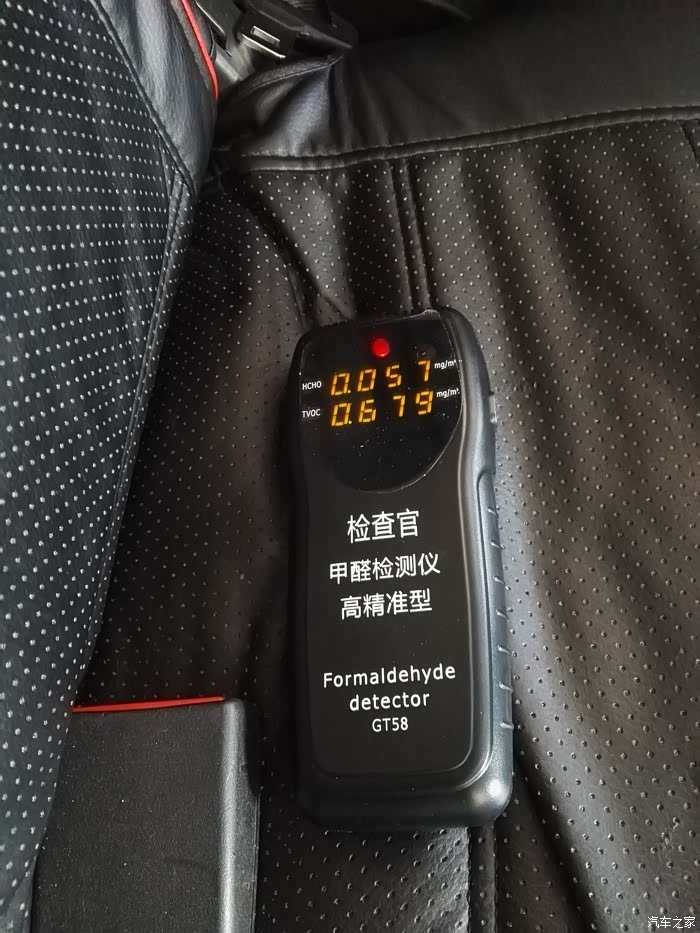 HCHO 0.057 mg/m³
TVOC 0.679 mg/m³
检查官
甲醛检测仪
高精准型
Formaldehyde
detector
GT58
汽车之家